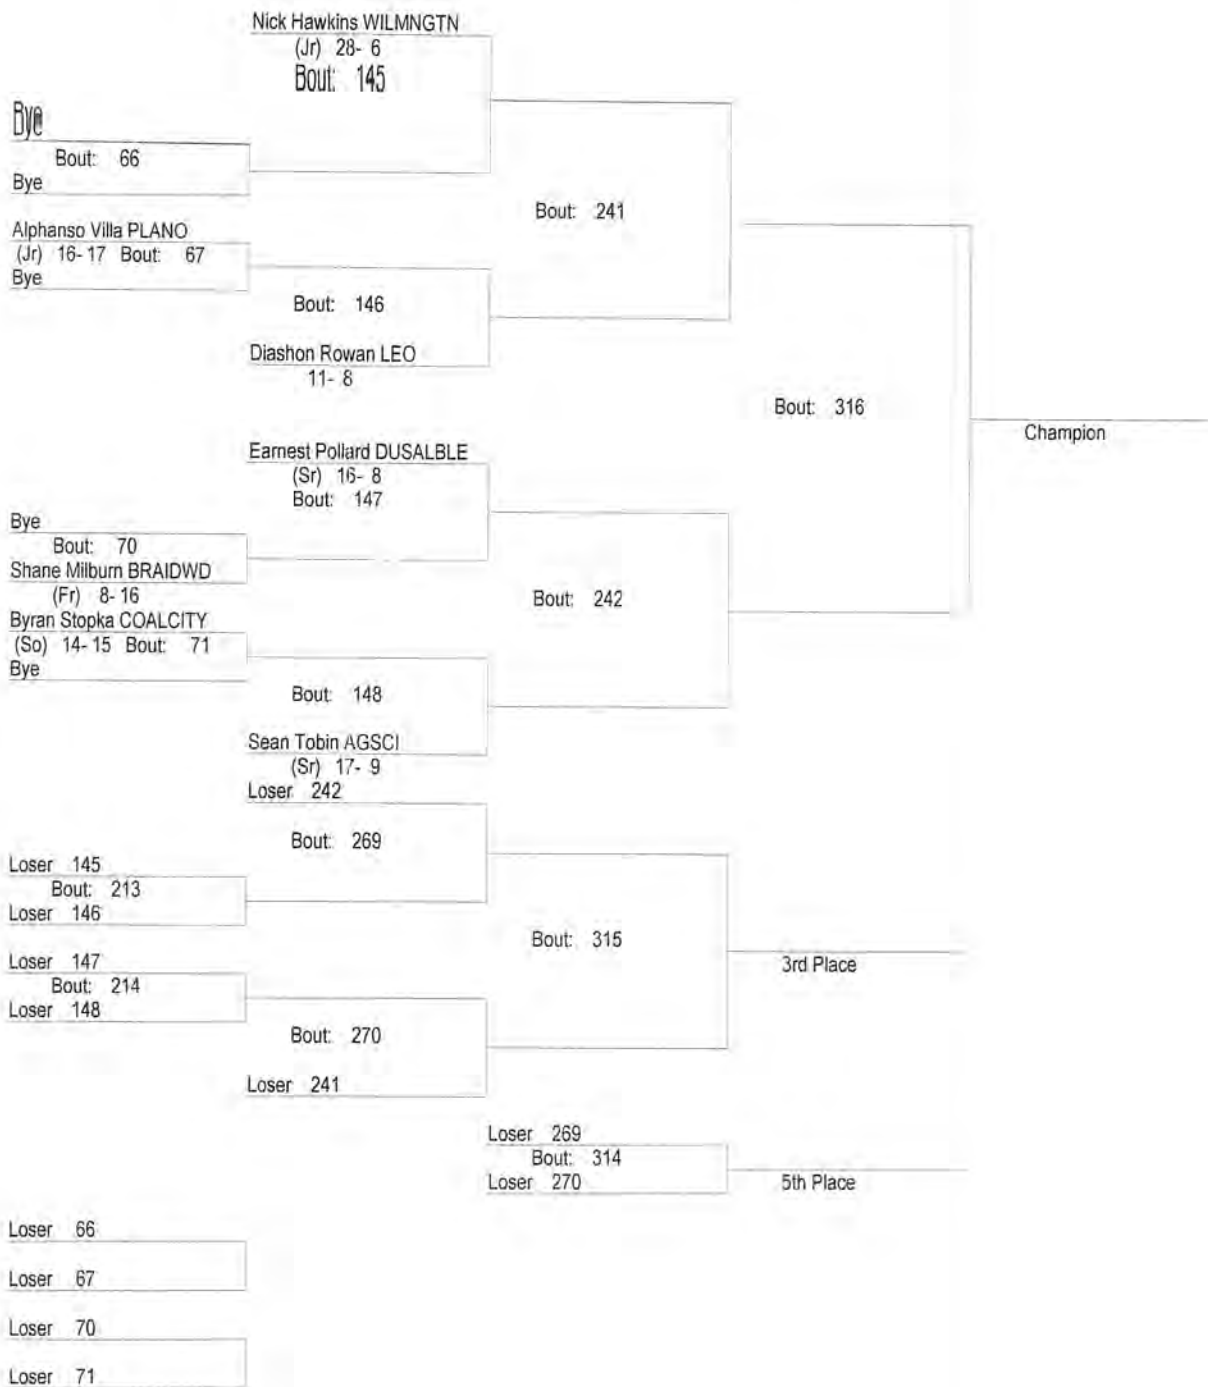 Nick Hawkins WILMNGTN
(Jr) 28- 6
Bout: 145
Bye
Bout: 66
Bye
Bout: 241
Alphanso Villa PLANO
(Jr) 16- 17 Bout: 67
Bye
Bout: 146
Diashon Rowan LEO
11- 8
Bout: 316
Champion
Earnest Pollard DUSALBLE
(Sr) 16- 8
Bout: 147
Bye
Bout: 70
Shane Milburn BRAIDWD
(Fr) 8- 16
Bout: 242
Byran Stopka COALCITY
(So) 14- 15 Bout: 71
Bye
Bout: 148
Sean Tobin AGSCI
(Sr) 17- 9
Loser 242
Bout: 269
Loser 145
Bout: 213
Loser 146
Bout: 315
3rd Place
Loser 147
Bout: 214
Loser 148
Bout: 270
Loser 241
Loser 269
Bout: 314
Loser 270
5th Place
Loser 66
Loser 67
Loser 70
Loser 71